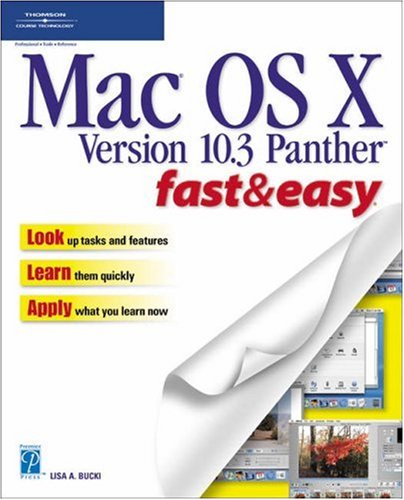 THOMSON
COURSE TECHNOLOGY
Professional • Trade • Reference
Mac OS X
Version 10.3 Panther™
fast&easy®
Look up tasks and features
Learn them quickly
Apply what you learn now
Premier
P
Press
LISA A. BUCKI